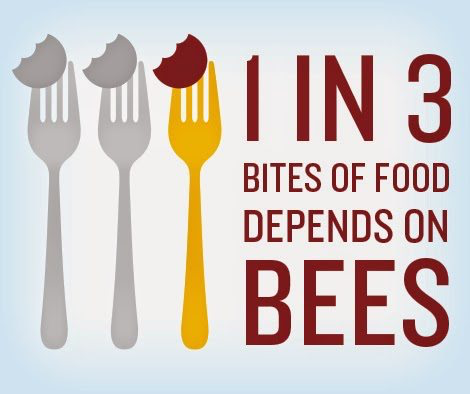 1 IN 3
BITES OF FOOD
DEPENDS ON
BEES